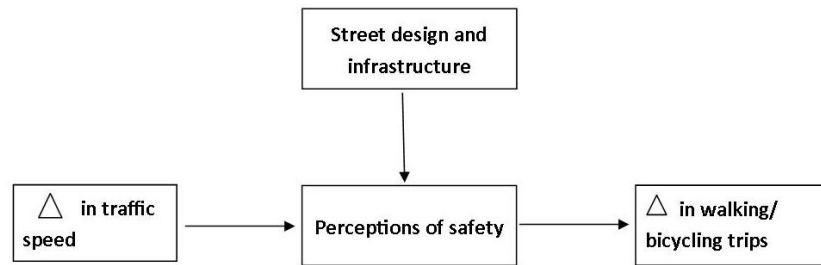 Street design and
infrastructure
△ in traffic
speed
Perceptions of safety
△ in walking/
bicycling trips